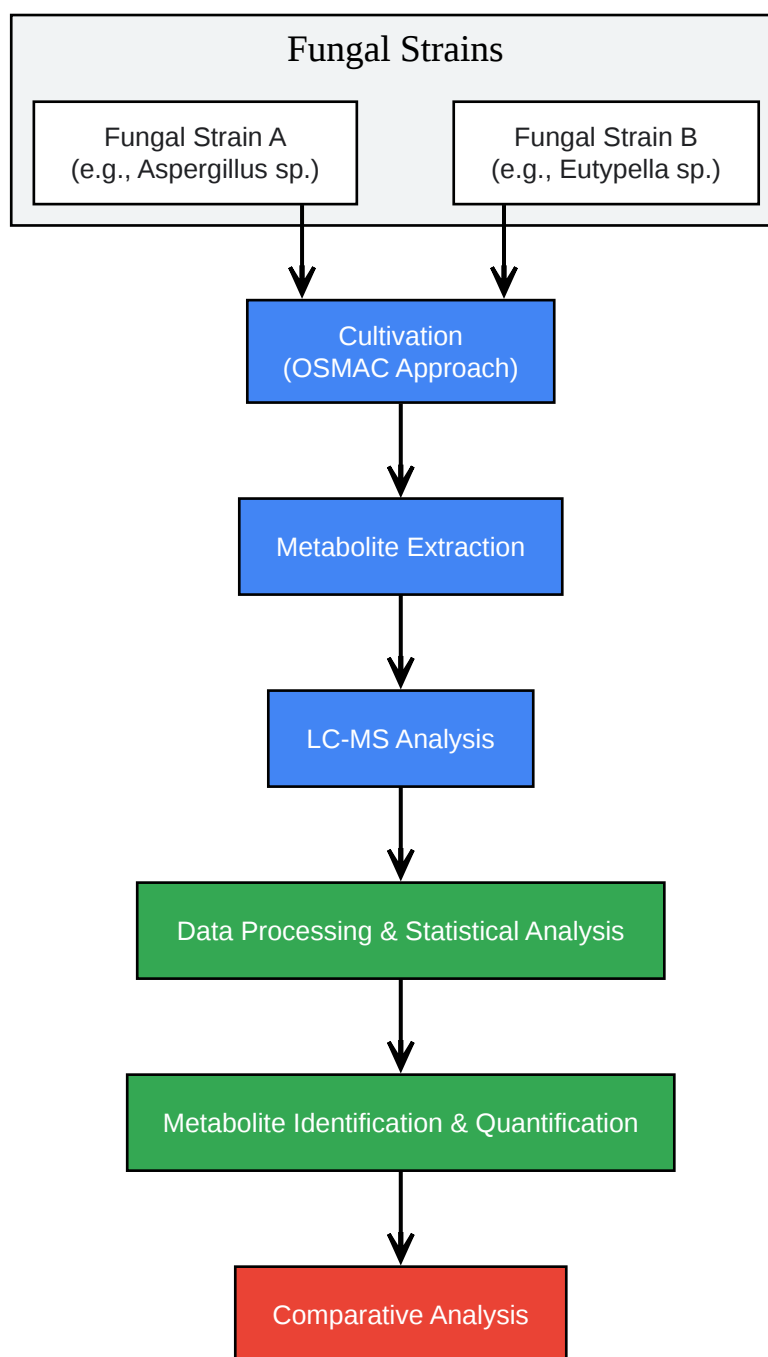 Fungal Strains
Fungal Strain A
(e.g., Aspergillus sp.)
Fungal Strain B
(e.g., Eutypella sp.)
Cultivation
(OSMAC Approach)
Metabolite Extraction
LC-MS Analysis
Data Processing & Statistical Analysis
Metabolite Identification & Quantification
Comparative Analysis